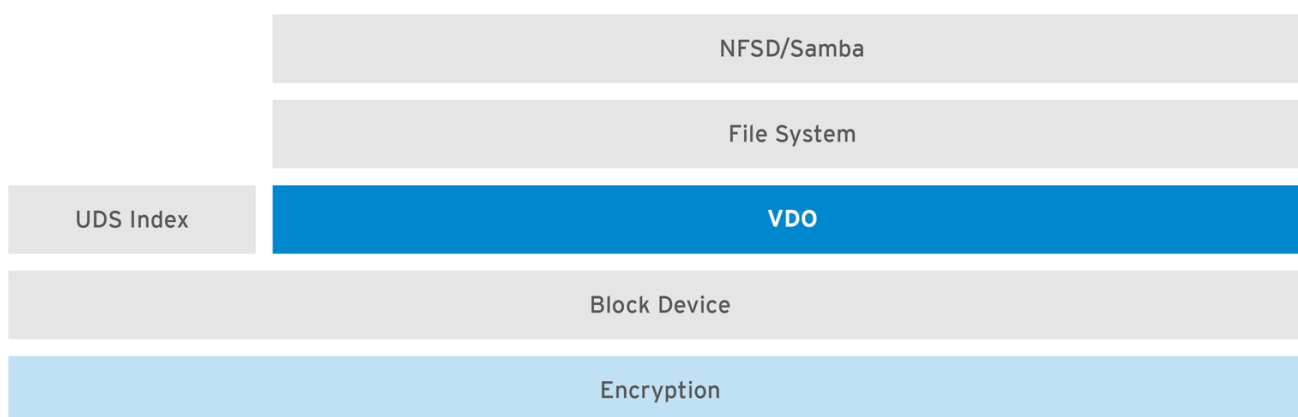 NFSD/Samba
File System
UDS Index
VDO
Block Device
Encryption